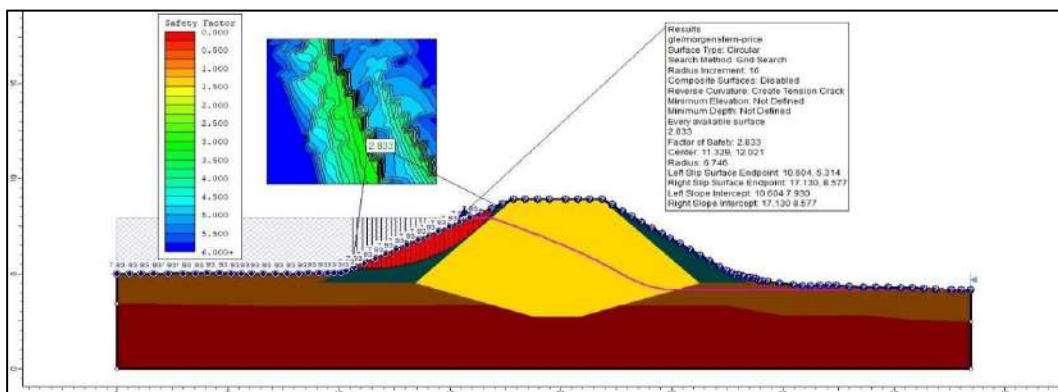 Safety Factor
0.000
0.500
1.000
1.500
2.000
2.500
3.000
3.500
4.000
4.500
5.000
5.500
6.000+
2.833
Results
gle/morgenstern-price
Surface Type: Circular
Search Method: Grid Search
Radius Increment: 16
Composite Surfaces: Disabled
Reverse Curvature: Create Tension Crack
Minimum Elevation: Not Defined
Minimum Depth: Not Defined
Every available surface
2.833
Factor of Safety: 2.833
Center: 11.329, 12.021
Radius: 6.746
Left Slip Surface Endpoint: 10.604, 5.314
Right Slip Surface Endpoint: 17.130, 8.577
Left Slope Intercept: 10.604 7.930
Right Slope Intercept: 17.130 8.577